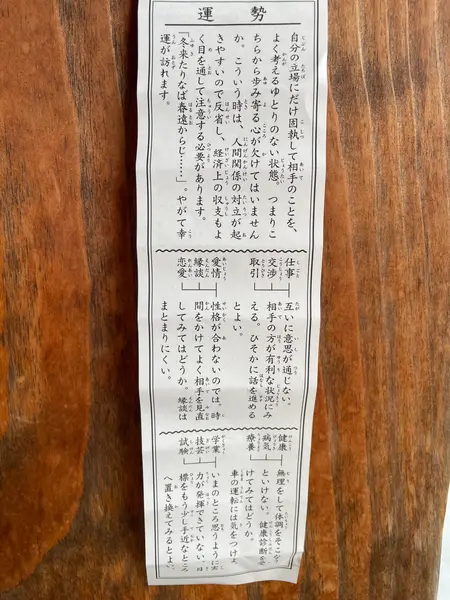 運勢
自分の立場にだけ固執して相手のことを、
よく考えるゆとりのない状態。つまりこ
ちらから歩み寄る心が欠けてはいません
か。こういう時は、人間関係の対立が起
きやすいので反省し、経済上の収支もよ
く目を通して注意する必要があります。
「冬来たりなば春遠からじ……」。やがて幸
運が訪れます。
仕事
交渉
取引
互いに意思が通じない。
相手の方が有利な状況にみ
える。ひそかに話を進める
とよい。
愛情
縁談
恋愛
性格が合わないのでは。時
間をかけてよく相手を見直
してみてはどうか。縁談は
まとまりにくい。
健康
病気
療養
無理をして体調をそこを
といけない。健康診断を
けてみてはどうか。
車の運転には気をつけよ
学業
技芸
試験
いまのところ思うように
力が発揮できていない。
標をもう少し手近なところ
へ置き換えてみるとよい